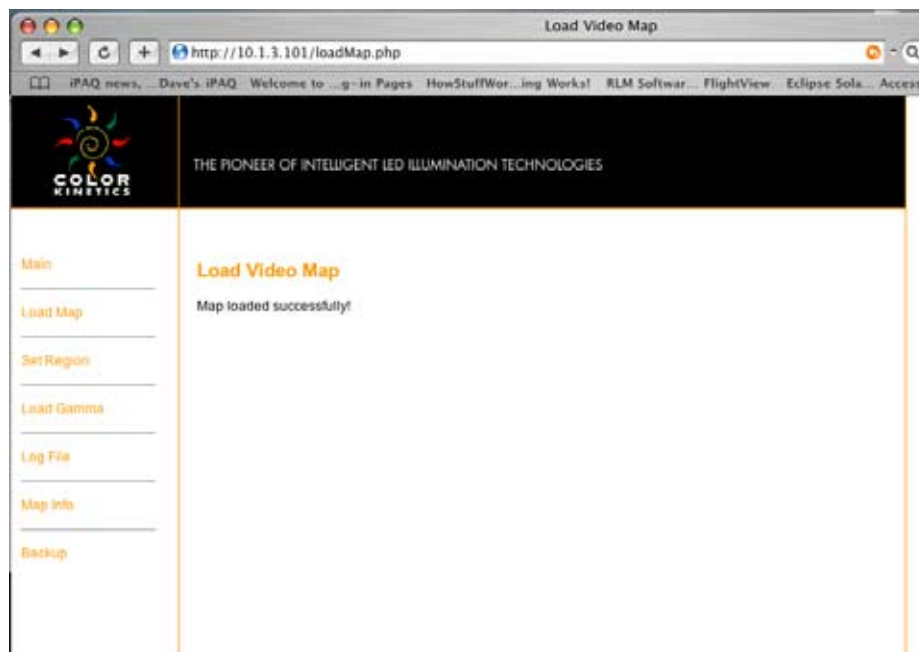 Load Video Map
http://10.1.3.101/loadMap.php
iPAQ news, ...Dave's iPAQ Welcome to ...g-in Pages HowStuffWor...ing Works! RLM Softwar... FlightView Eclipse Sola... Access
COLOR
KINETICS
THE PIONEER OF INTELLIGENT LED ILLUMINATION TECHNOLOGIES
Main
Load Map
Set Region
Load Gamma
Log File
Map Info
Backup
Load Video Map
Map loaded successfully!